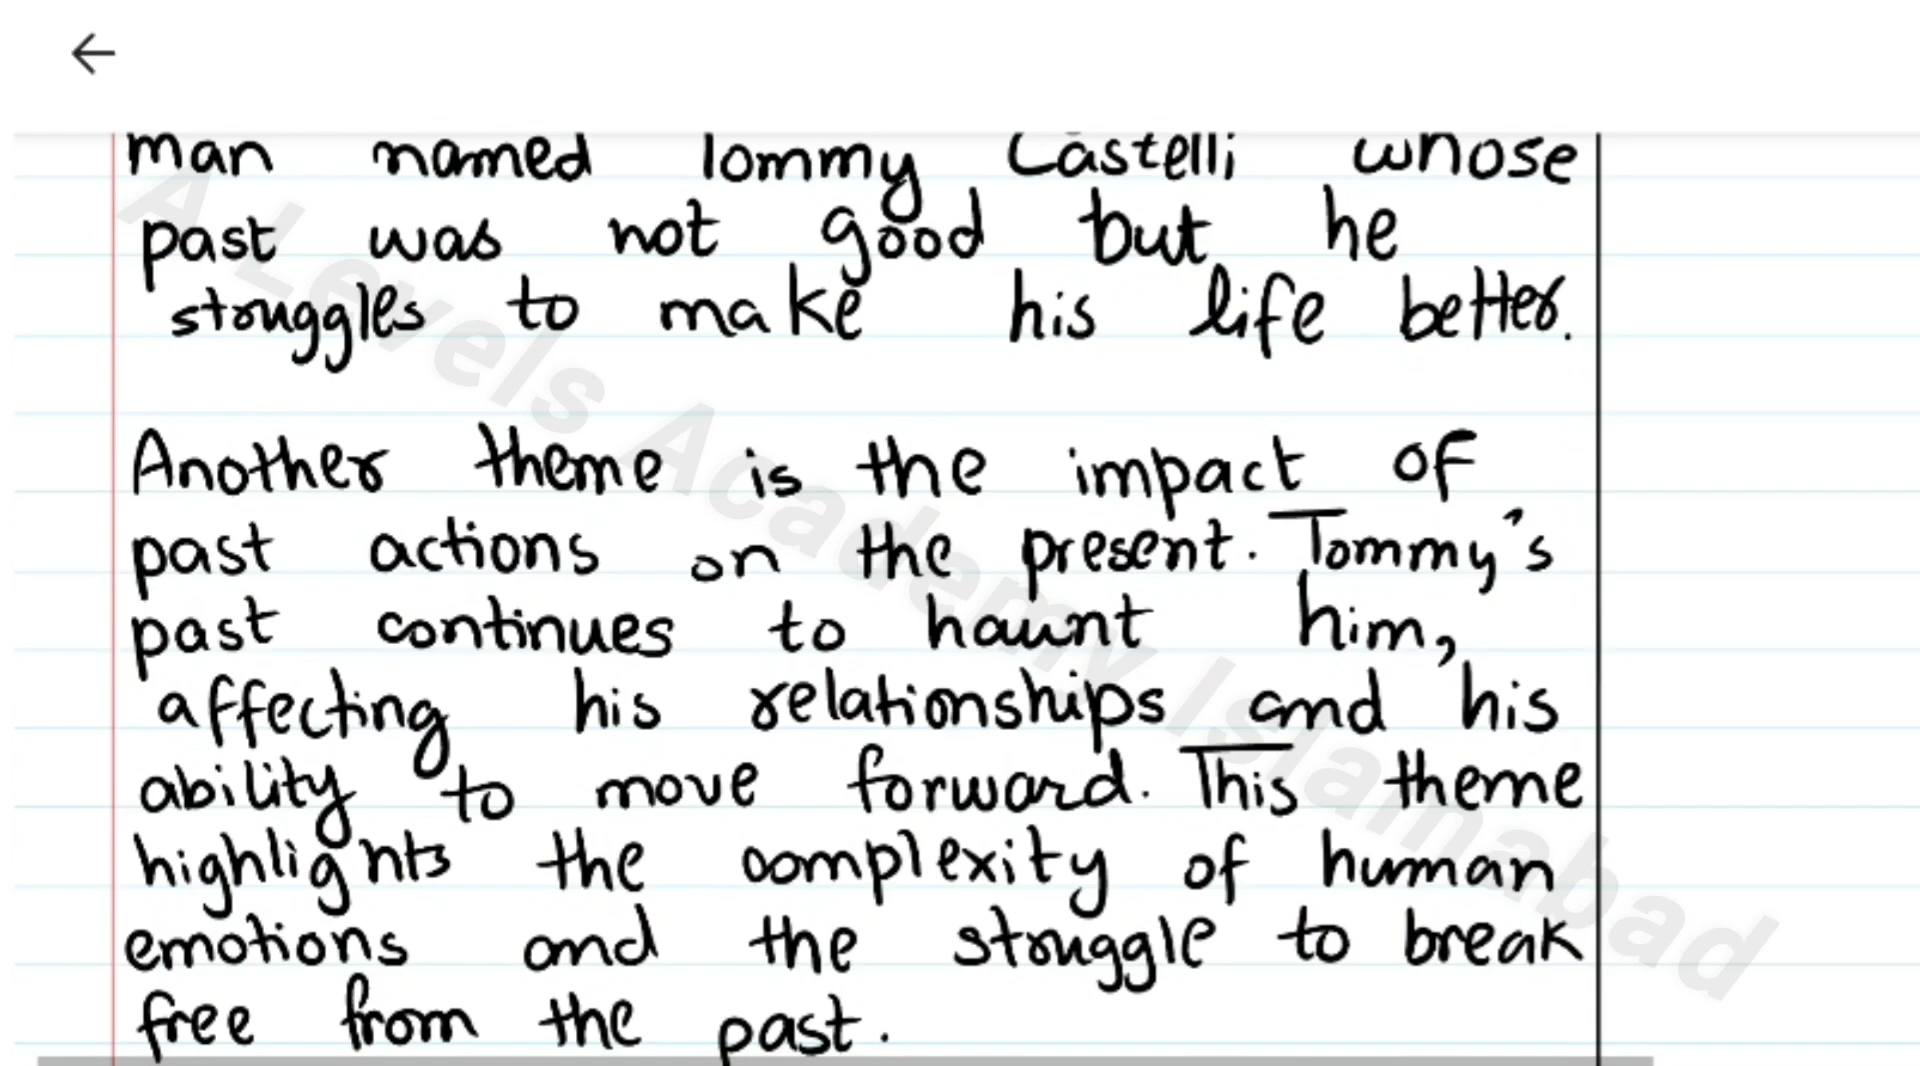 man named Tommy Castelli whose
past was not good but he
struggles to make his life better.
Another theme is the impact of
past actions on the present. Tommy's
past continues to haunt him,
affecting his relationships and his
ability to move forward. This theme
highlights the complexity of human
emotions and the struggle to break
free from the past.
A Levels Academy Islamabad